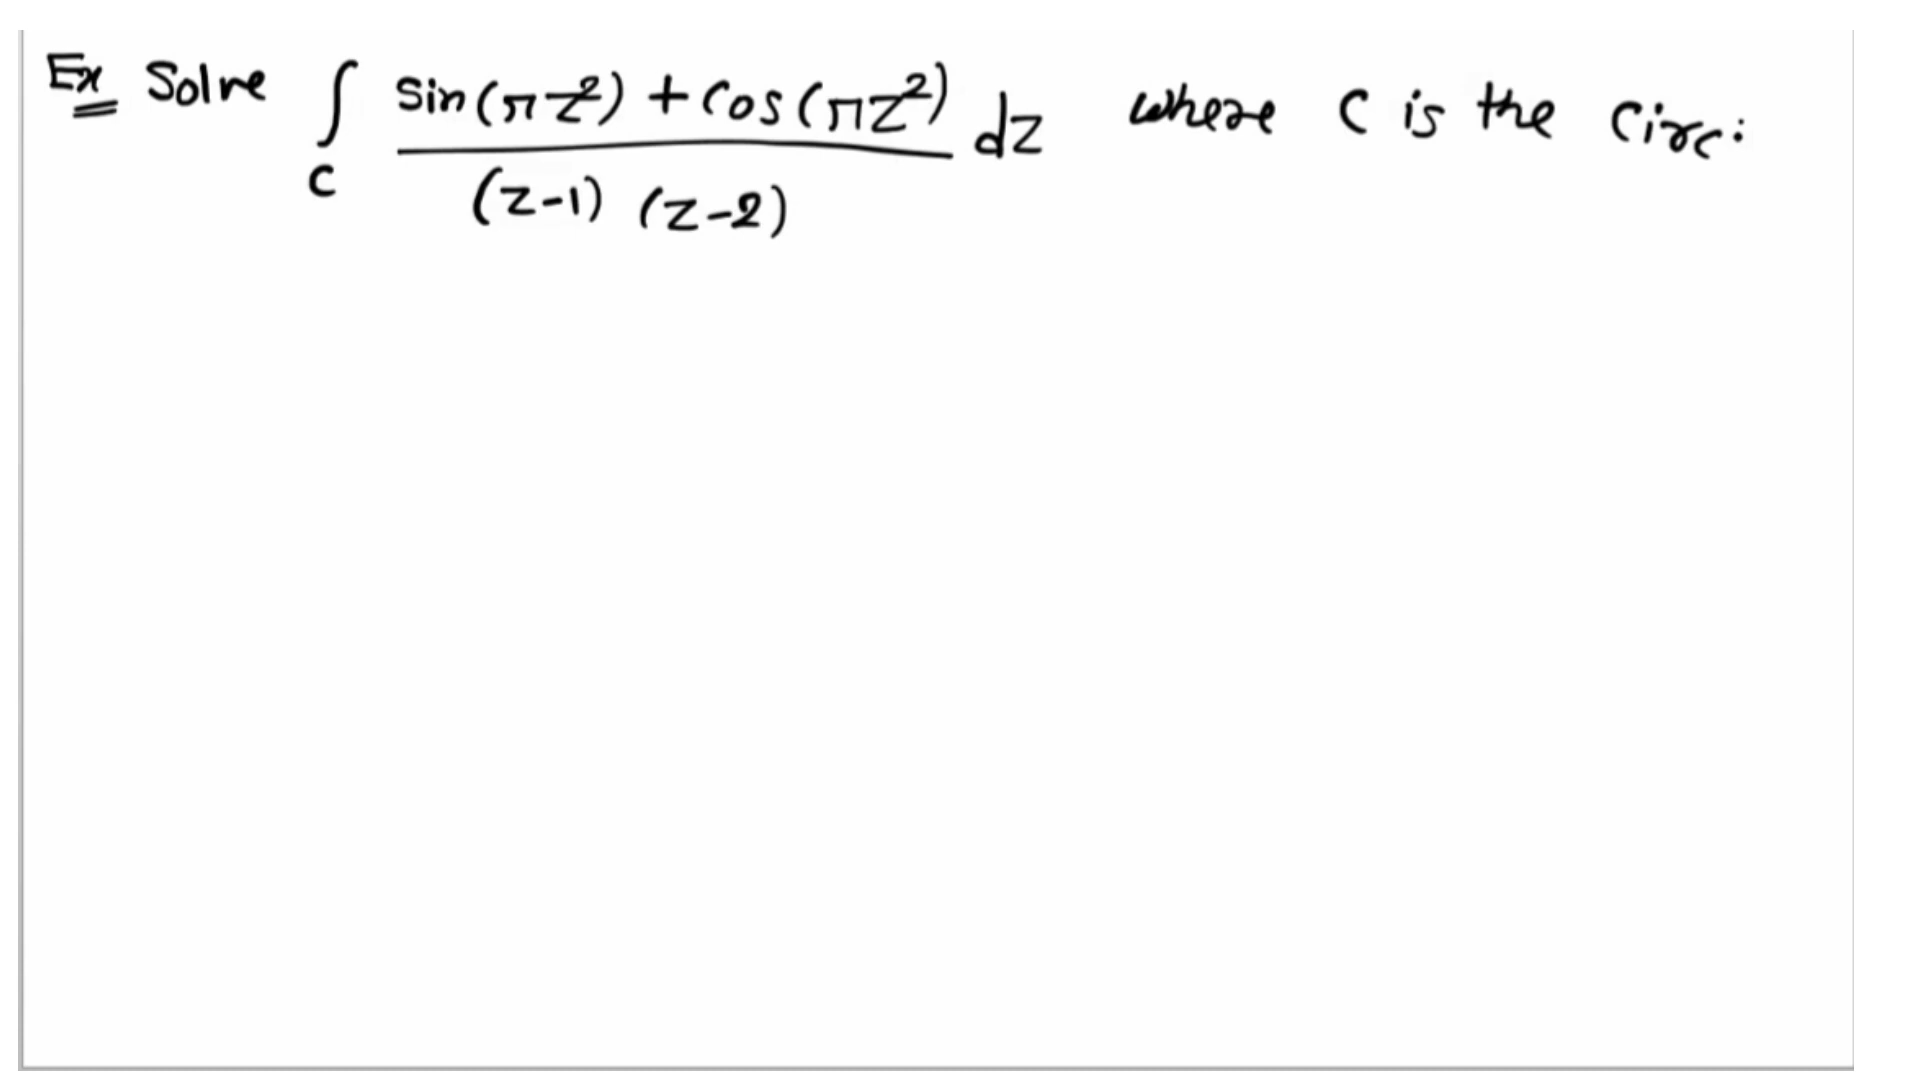 Ex Solve ∫_C (sin(πz²) + cos(πz²)) / ((z-1) (z-2)) dz where C is the Circ: